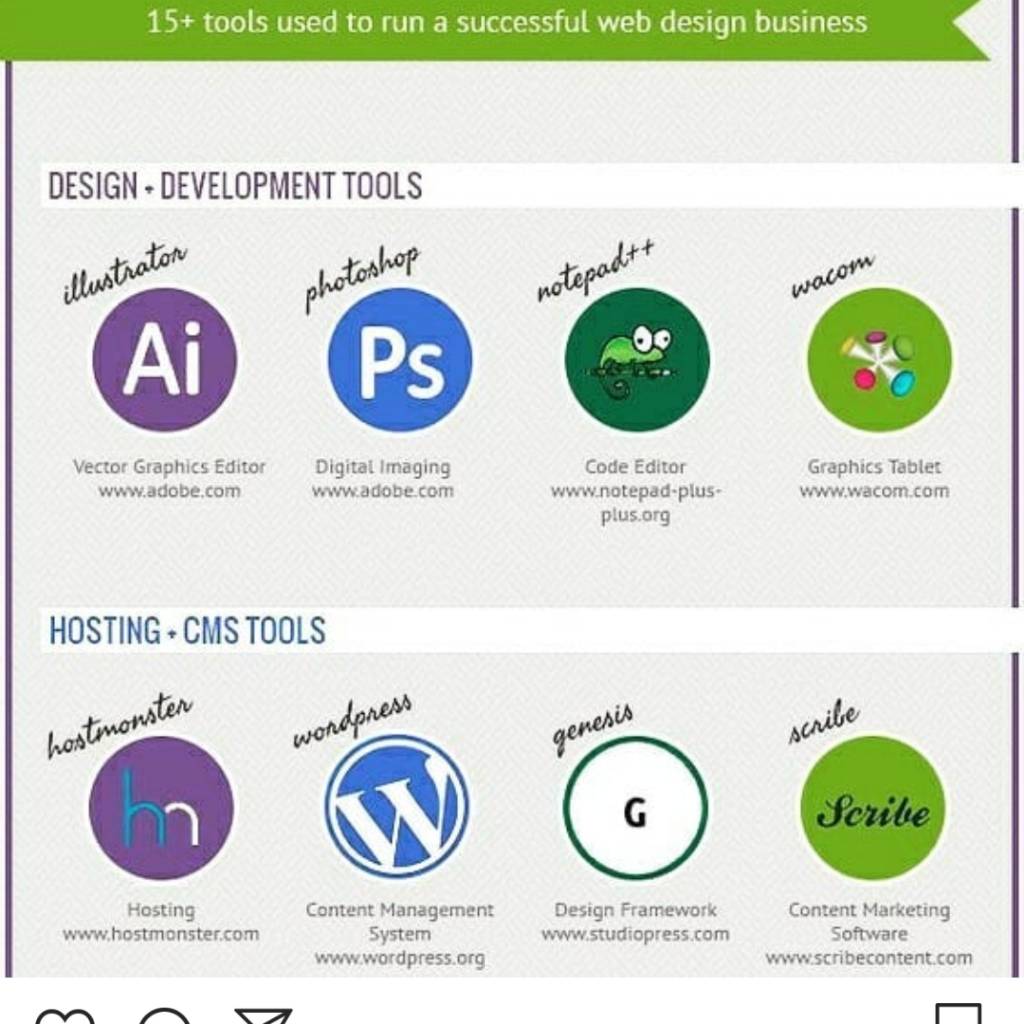 15+ tools used to run a successful web design business
DESIGN + DEVELOPMENT TOOLS
illustrator
photoshop
notepad++
wacom
Ai
Ps
Vector Graphics Editor
www.adobe.com
Digital Imaging
www.adobe.com
Code Editor
www.notepad-plus-
plus.org
Graphics Tablet
www.wacom.com
HOSTING + CMS TOOLS
hostmonster
wordpress
genesis
scribe
hn
W
G
Scribe
Hosting
www.hostmonster.com
Content Management
System
www.wordpress.org
Design Framework
www.studiopress.com
Content Marketing
Software
www.scribecontent.com